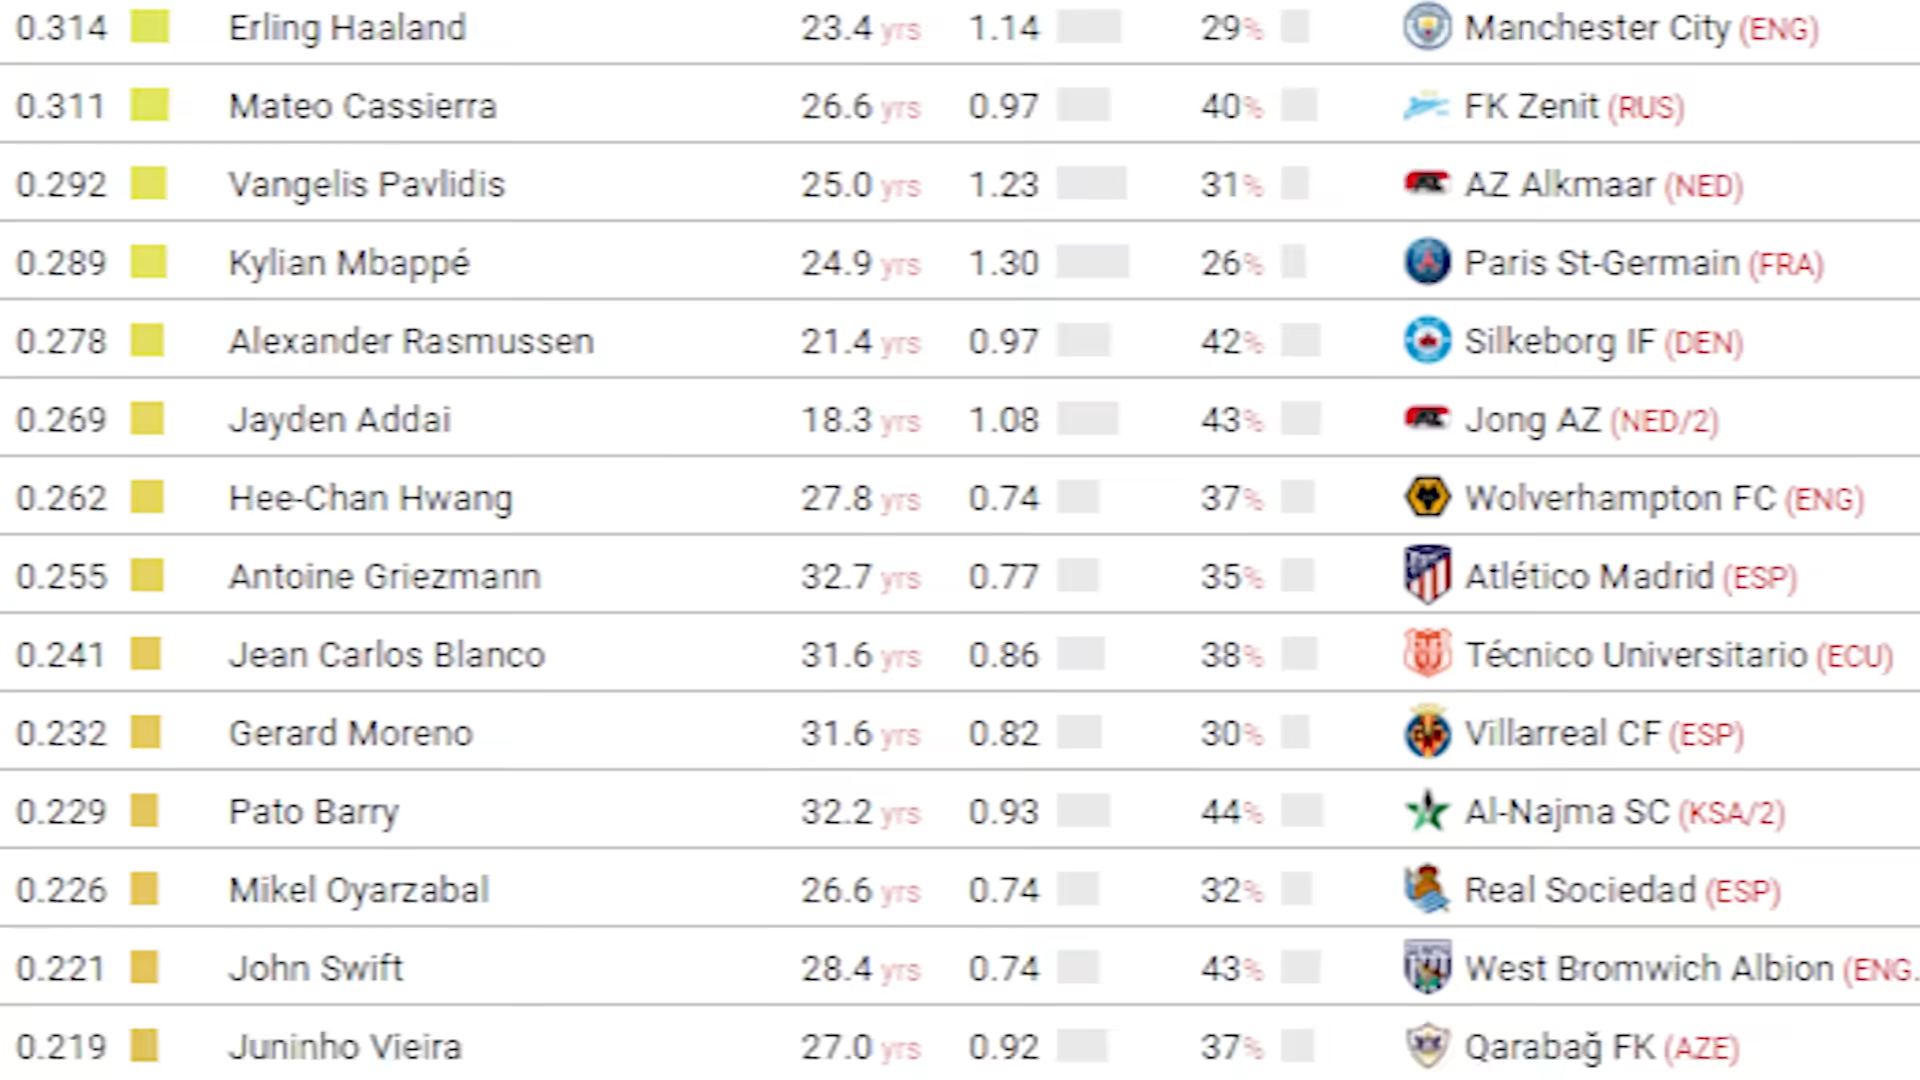 0.314 Erling Haaland 23.4 yrs 1.14 29% Manchester City (ENG)
0.311 Mateo Cassierra 26.6 yrs 0.97 40% FK Zenit (RUS)
0.292 Vangelis Pavlidis 25.0 yrs 1.23 31% AZ Alkmaar (NED)
0.289 Kylian Mbappé 24.9 yrs 1.30 26% Paris St-Germain (FRA)
0.278 Alexander Rasmussen 21.4 yrs 0.97 42% Silkeborg IF (DEN)
0.269 Jayden Addai 18.3 yrs 1.08 43% Jong AZ (NED/2)
0.262 Hee-Chan Hwang 27.8 yrs 0.74 37% Wolverhampton FC (ENG)
0.255 Antoine Griezmann 32.7 yrs 0.77 35% Atlético Madrid (ESP)
0.241 Jean Carlos Blanco 31.6 yrs 0.86 38% Técnico Universitario (ECU)
0.232 Gerard Moreno 31.6 yrs 0.82 30% Villarreal CF (ESP)
0.229 Pato Barry 32.2 yrs 0.93 44% Al-Najma SC (KSA/2)
0.226 Mikel Oyarzabal 26.6 yrs 0.74 32% Real Sociedad (ESP)
0.221 John Swift 28.4 yrs 0.74 43% West Bromwich Albion (ENG.
0.219 Juninho Vieira 27.0 yrs 0.92 37% Qarabağ FK (AZE)